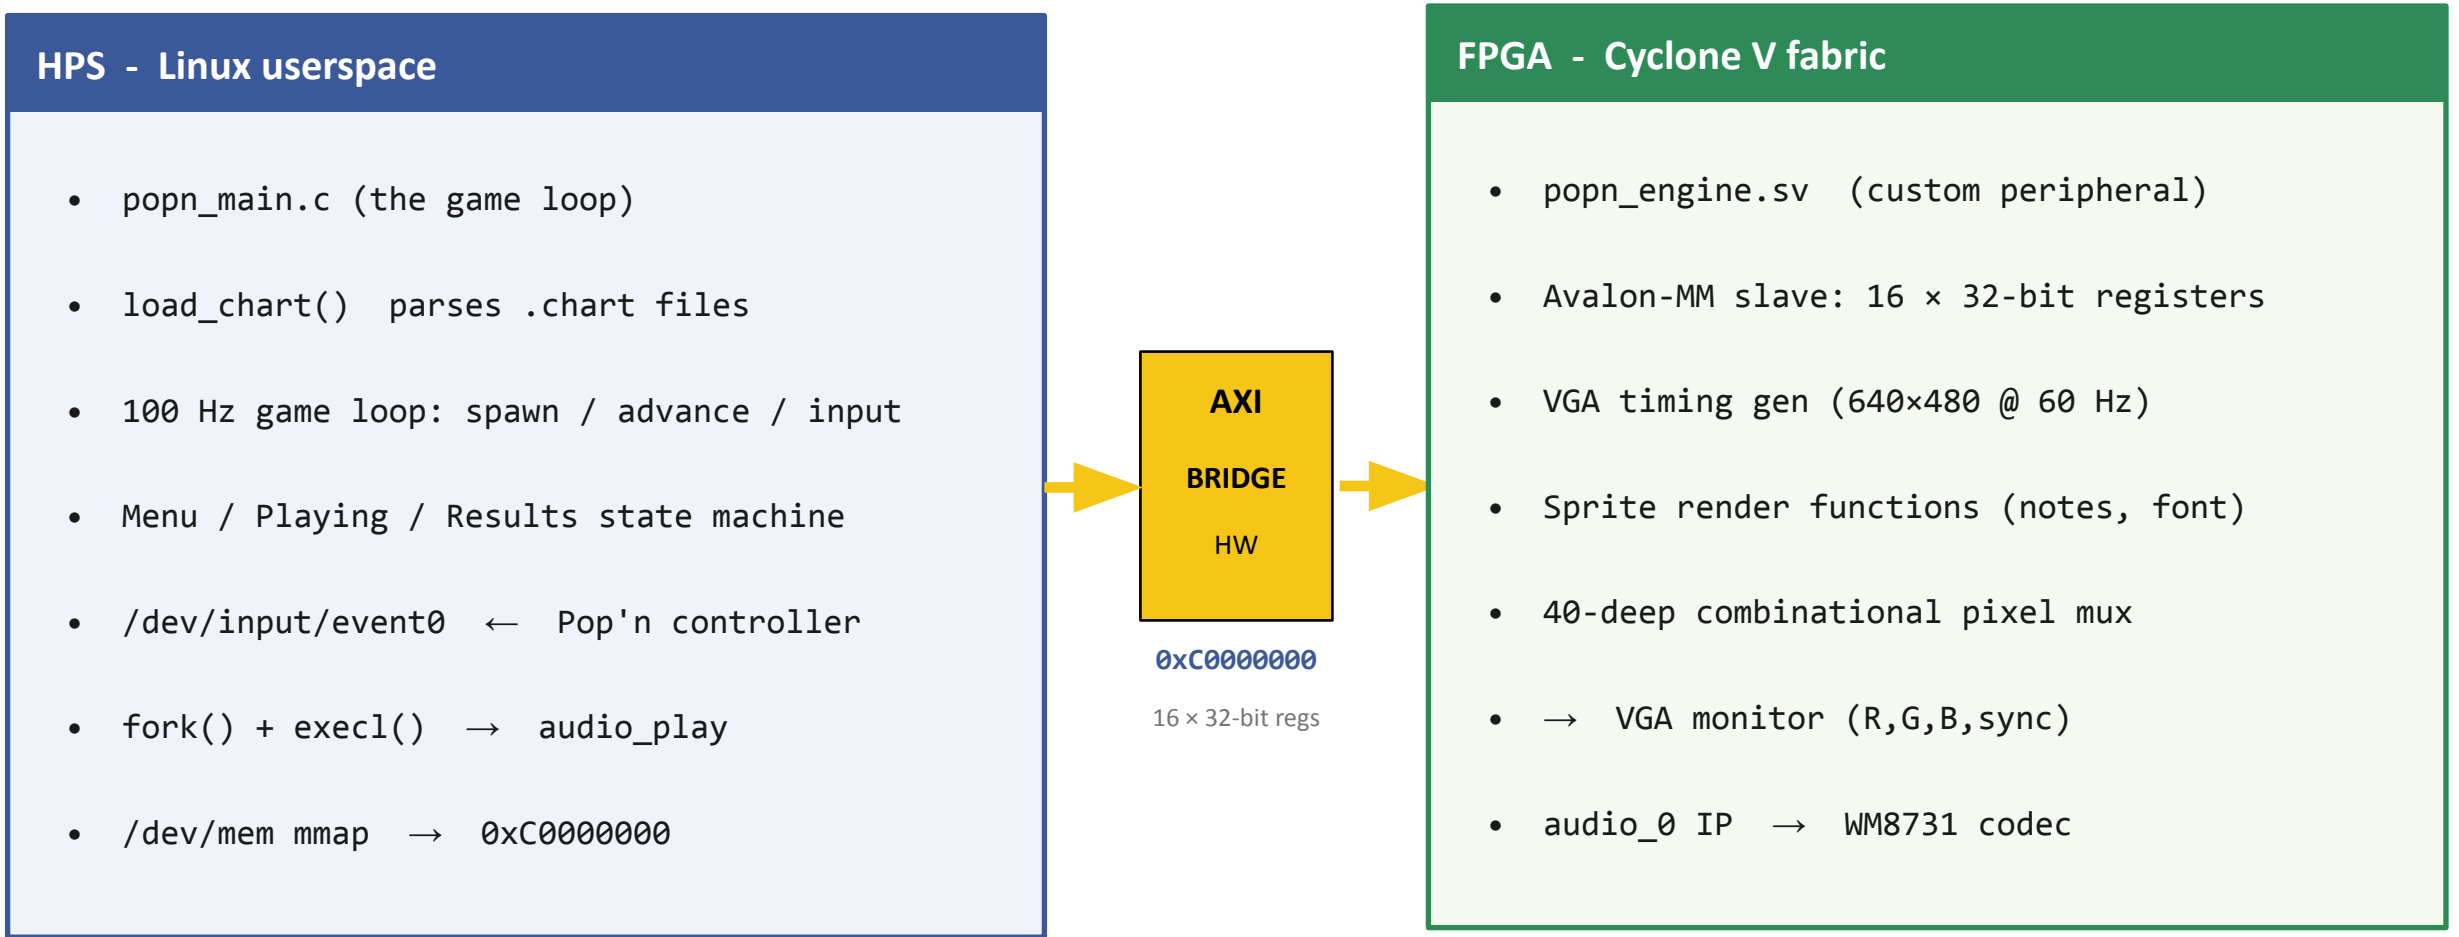 HPS - Linux userspace
• popn_main.c (the game loop)
• load_chart() parses .chart files
• 100 Hz game loop: spawn / advance / input
• Menu / Playing / Results state machine
• /dev/input/event0 ← Pop'n controller
• fork() + execl() → audio_play
• /dev/mem mmap → 0xC0000000
AXI
BRIDGE
HW
0xC0000000
16 × 32-bit regs
FPGA - Cyclone V fabric
• popn_engine.sv (custom peripheral)
• Avalon-MM slave: 16 × 32-bit registers
• VGA timing gen (640×480 @ 60 Hz)
• Sprite render functions (notes, font)
• 40-deep combinational pixel mux
• → VGA monitor (R,G,B,sync)
• audio_0 IP → WM8731 codec